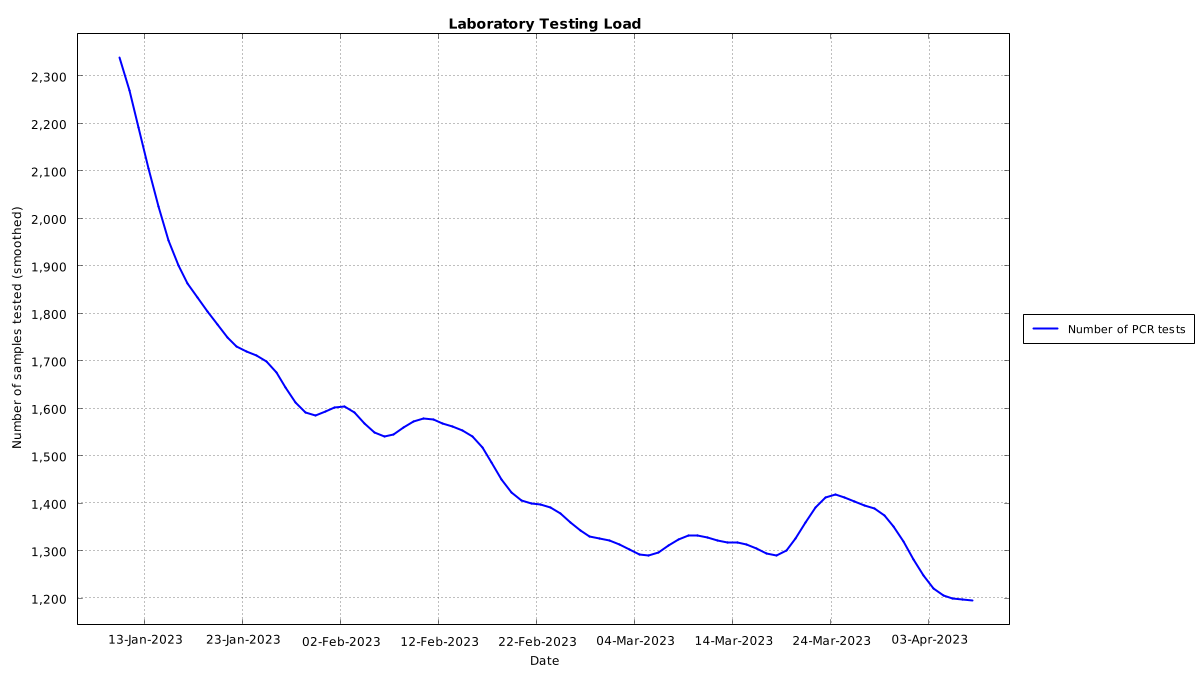 Laboratory Testing Load
Number of samples tested (smoothed)
2,300
2,200
2,100
2,000
1,900
1,800
1,700
1,600
1,500
1,400
1,300
1,200
13-Jan-2023 23-Jan-2023 02-Feb-2023 12-Feb-2023 22-Feb-2023 04-Mar-2023 14-Mar-2023 24-Mar-2023 03-Apr-2023
Date
Number of PCR tests